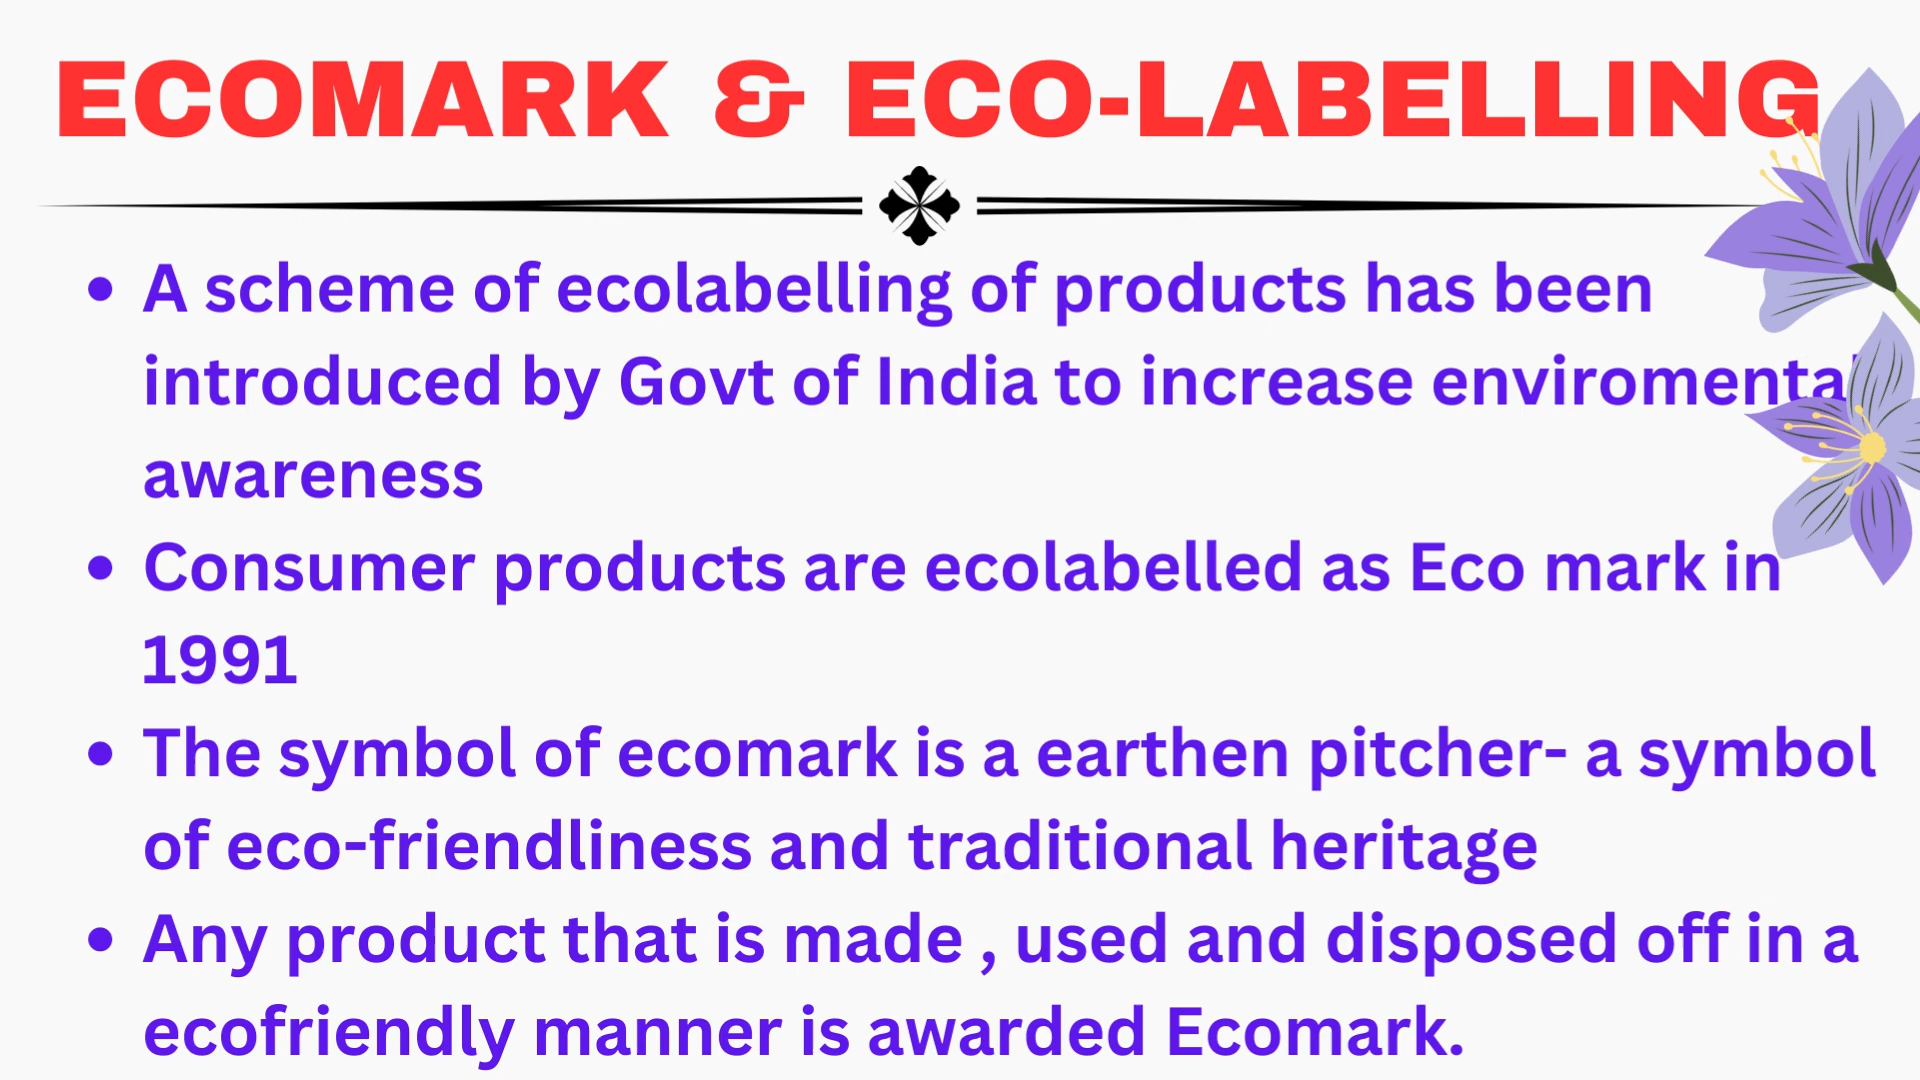 ECOMARK & ECO-LABELLING
• A scheme of ecolabelling of products has been
introduced by Govt of India to increase enviromental
awareness
• Consumer products are ecolabelled as Eco mark in
1991
• The symbol of ecomark is a earthen pitcher- a symbol
of eco-friendliness and traditional heritage
• Any product that is made , used and disposed off in a
ecofriendly manner is awarded Ecomark.